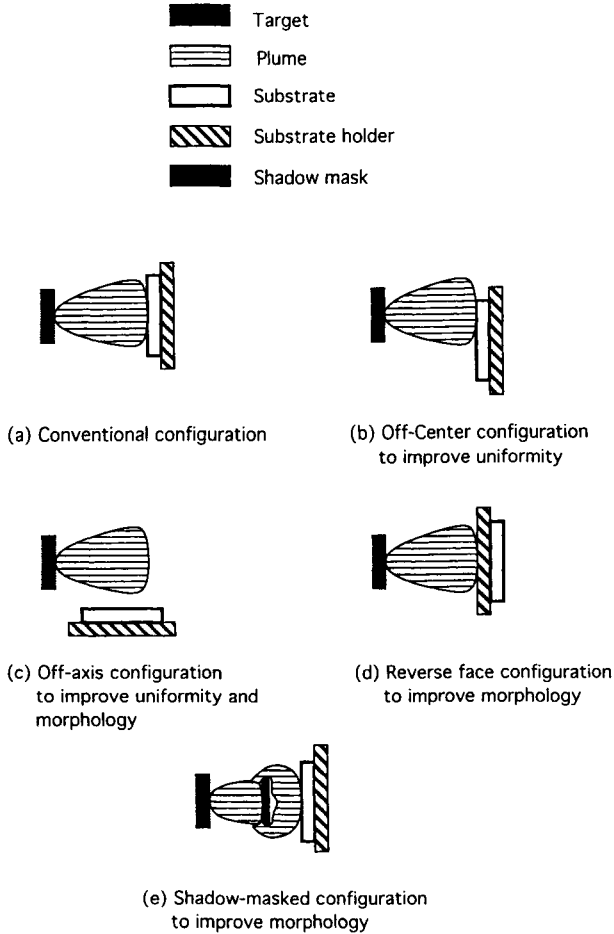 Target
Plume
Substrate
Substrate holder
Shadow mask
(a) Conventional configuration
(b) Off-Center configuration
to improve uniformity
(c) Off-axis configuration
to improve uniformity and
morphology
(d) Reverse face configuration
to improve morphology
(e) Shadow-masked configuration
to improve morphology